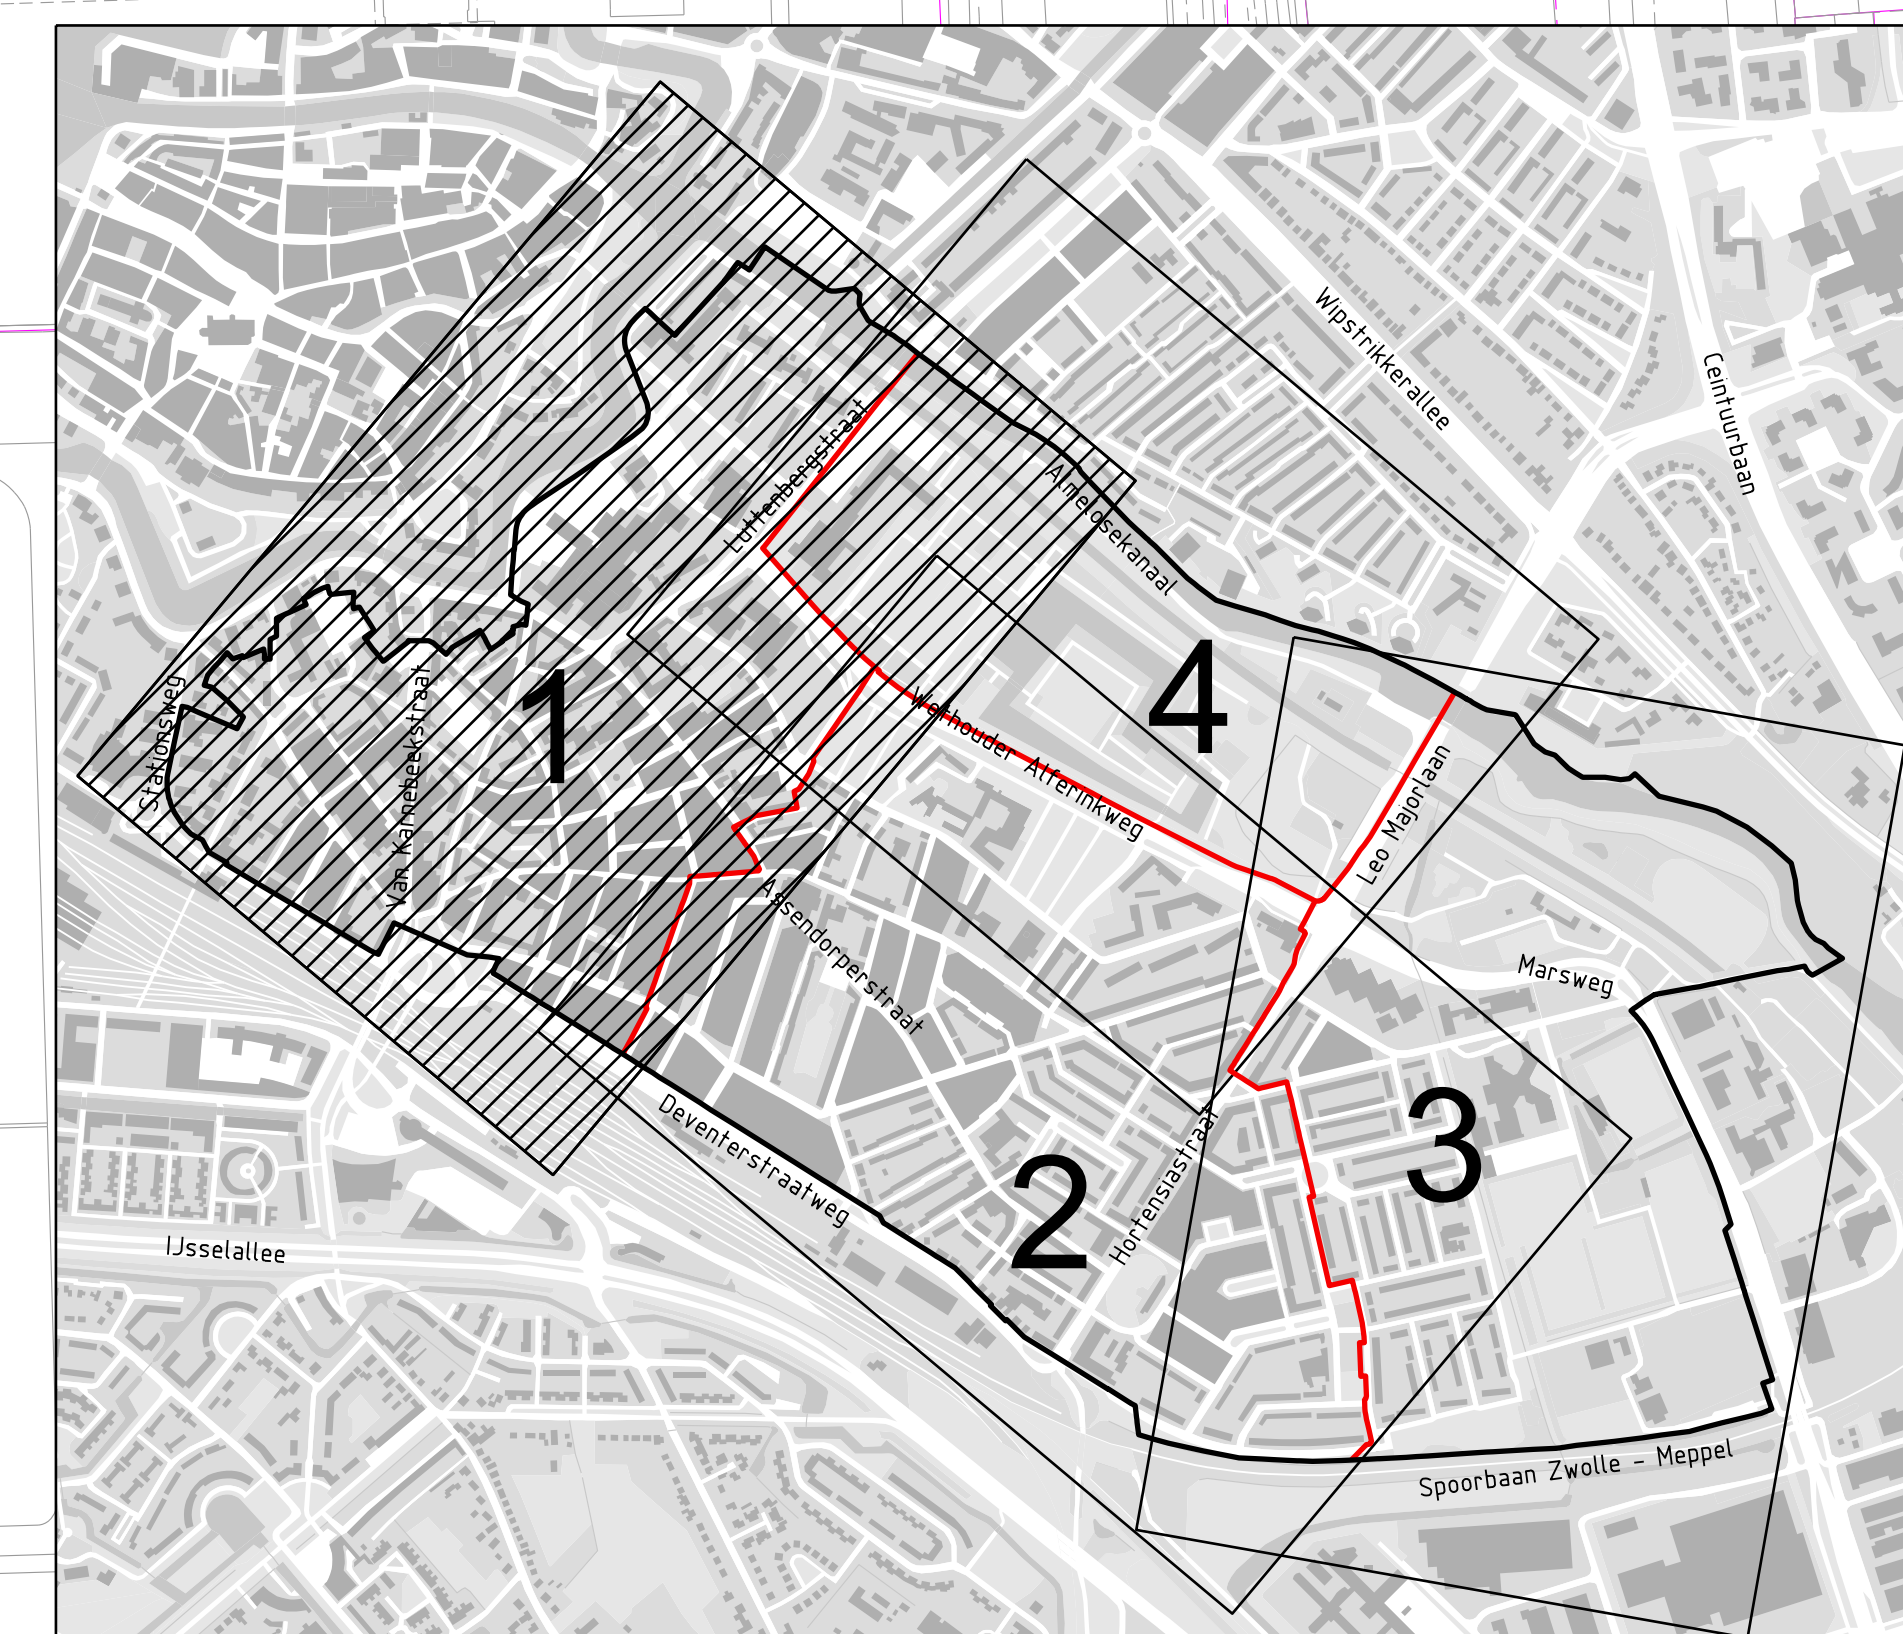 Wipstrikkerallee
Ceintuurbaan
Luttenbergstraat
Almelosekanaal
4
Stationsweg
Van Karnebeekstraat
1
Wethouder Alferinkweg
Leo Majorlaan
Assendorperstraat
Marsweg
Deventerstraatweg
2
Hortensiastraat
3
IJsselallee
Spoorbaan Zwolle - Meppel